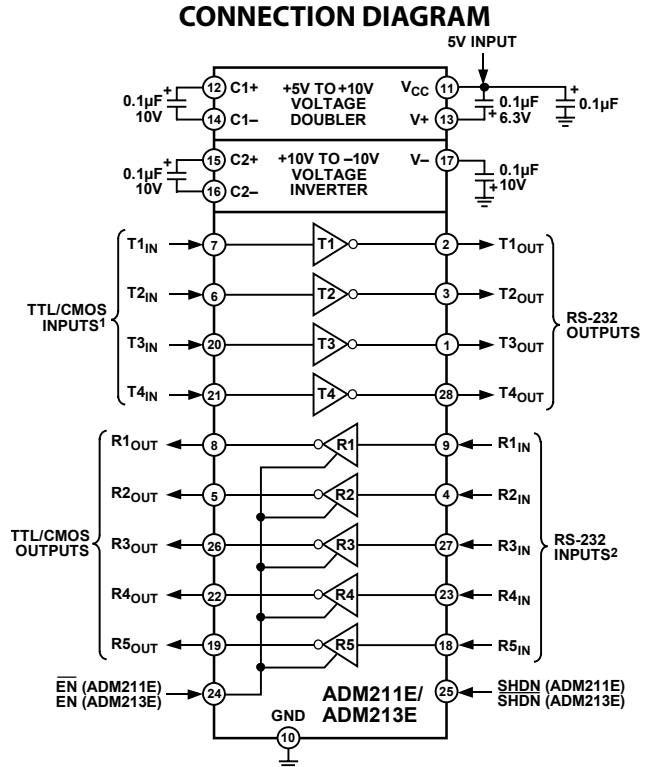 CONNECTION DIAGRAM
5V INPUT
0.1µF
10V
+
12
C1+
14
C1–
+5V TO +10V
VOLTAGE
DOUBLER
VCC
11
V+
13
+
0.1µF
6.3V
+
0.1µF
0.1µF
10V
+
15
C2+
16
C2–
+10V TO –10V
VOLTAGE
INVERTER
V–
17
0.1µF
+
10V
TTL/CMOS
INPUTS1
T1IN
7
T1
2
T1OUT
T2IN
6
T2
3
T2OUT
T3IN
20
T3
1
T3OUT
T4IN
21
T4
28
T4OUT
RS-232
OUTPUTS
TTL/CMOS
OUTPUTS
R1OUT
8
R1
9
R1IN
R2OUT
5
R2
4
R2IN
R3OUT
26
R3
27
R3IN
R4OUT
22
R4
23
R4IN
R5OUT
19
R5
18
R5IN
RS-232
INPUTS2
EN (ADM211E)
EN (ADM213E)
24
ADM211E/
ADM213E
25
SHDN (ADM211E)
SHDN (ADM213E)
GND
10